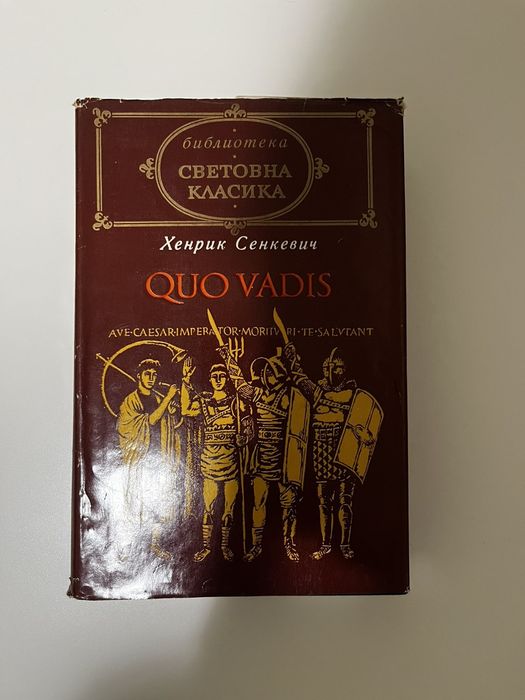 библиотека
СВЕТОВНА
КЛАСИКА
Хенрик Сенкевич
QUO VADIS
AVE·CAESAR·IMPERATOR·MORITVRI·TE·SALVTANT